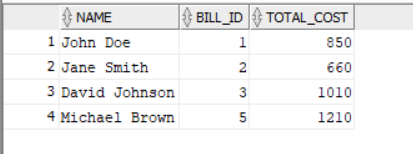 NAME BILL_ID TOTAL_COST
1 John Doe 1 850
2 Jane Smith 2 660
3 David Johnson 3 1010
4 Michael Brown 5 1210